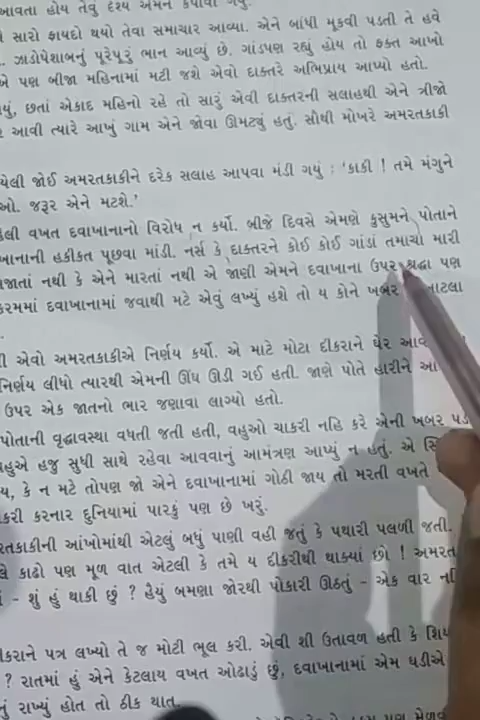 આવતા હોય તેવું દૃશ્ય
સારો ફાયદો થયો તેવા સમાચાર આવ્યા. એને બાંધી મૂકવી પડતી તે હવે
ઝાડોપેશાબનું પૂરેપૂરું ભાન આવ્યું છે. ગાંડપણ રહ્યું હોય તો ફક્ત આખો
એ પણ બીજા મહિનામાં મટી જશે એવો દાક્તરે અભિપ્રાય આપ્યો હતો.
છતાં એકાદ મહિનો રહે તો સારું એવી દાક્તરની સલાહથી એને ત્રીજો
આવી ત્યારે આખું ગામ એને જોવા ઊમટ્યું હતું. સૌથી મોખરે અમરતકાકી
જોઈ અમરતકાકીને દરેક સલાહ આપવા મંડી ગયું : ‘કાકી ! તમે મંગુને
જરૂર એને મટશે.’
વખત દવાખાનાનો વિરોધ ન કર્યો. બીજે દિવસે એમણે કુસુમને પોતાને
હકીકત પૂછવા માંડી. નર્સ કે દાક્તરને કોઈ કોઈ ગાંડાં તમાચો મારી
નથી કે એને મારતાં નથી એ જાણી એમને દવાખાના ઉપર શ્રદ્ધા પણ
દવાખાનામાં જવાથી મટે એવું લખ્યું હશે તો ય કોને ખબર
એવો અમરતકાકીએ નિર્ણય કર્યો. એ માટે મોટા દીકરાને ઘેર
નિર્ણય લીધો ત્યારથી એમની ઊંઘ ઊડી ગઈ હતી. જાણે પોતે હારીને
ઉપર એક જાતનો ભાર જણાવા લાગ્યો હતો.
પોતાની વૃદ્ધાવસ્થા વધતી જતી હતી, વહુઓ ચાકરી નહિ કરે એની ખબર
હજુ સુધી સાથે રહેવા આવવાનું આમંત્રણ આપ્યું ન હતું. એ
કે ન મટે તોપણ જો એને દવાખાનામાં ગોઠી જાય તો મરતી વખતે
કરનાર દુનિયામાં પારકું પણ છે ખરું.
આંખોમાંથી એટલું બધું પાણી વહી જતું કે પથારી પલળી જતી.
કાઢો પણ મૂળ વાત એટલી કે તમે ય દીકરીથી થાક્યાં છો !
- શું હું થાકી છું ? હૈયું બમણા જોરથી પોકારી ઊઠતું - એક વાર
પત્ર લખ્યો તે જ મોટી ભૂલ કરી. એવી શી ઉતાવળ હતી કે
? રાતમાં હું એને કેટલાય વખત ઓઢાડું છું, દવાખાનામાં એમ ઘડીએ
રાખ્યું હોત તો ઠીક થાત.